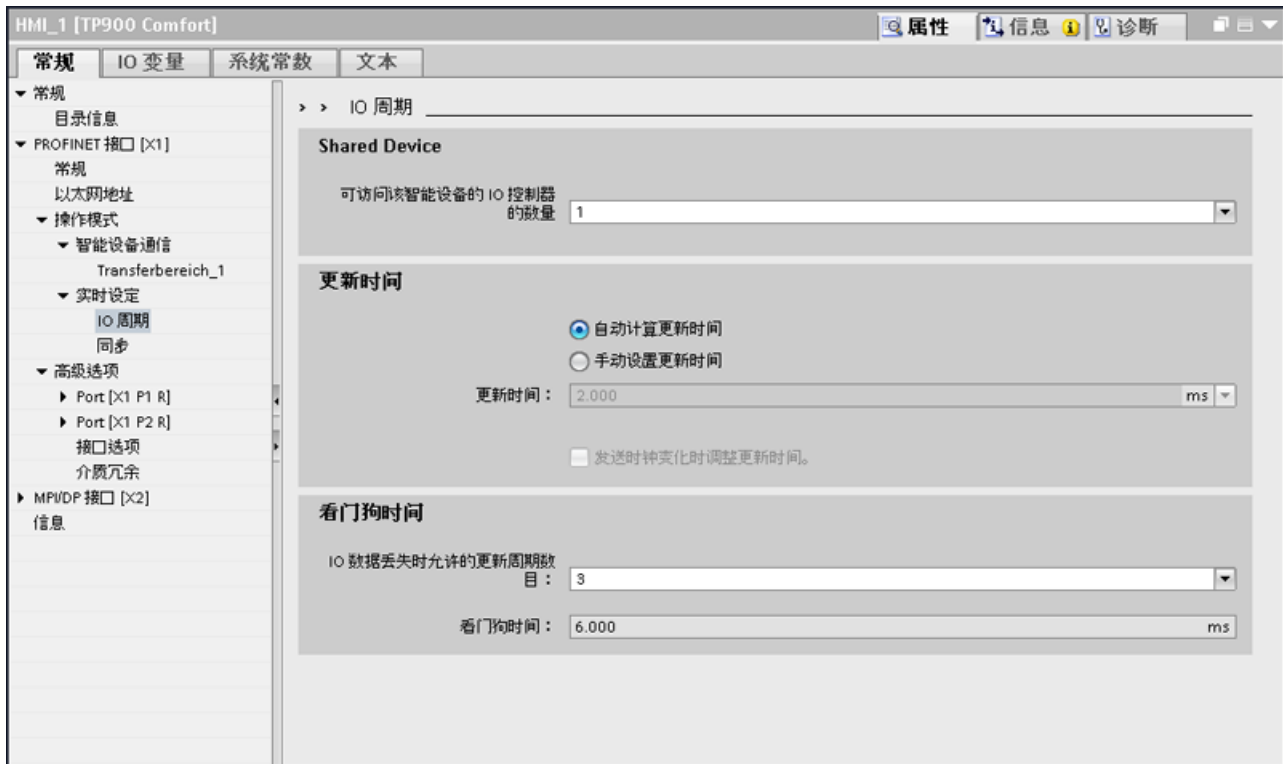 HMI_1 [TP900 Comfort]
属性
信息
诊断
常规
IO 变量
系统常数
文本
常规
目录信息
PROFINET 接口 [X1]
常规
以太网地址
操作模式
智能设备通信
Transferbereich_1
实时设定
IO 周期
同步
高级选项
Port [X1 P1 R]
Port [X1 P2 R]
接口选项
介质冗余
MPI/DP 接口 [X2]
信息
› › IO 周期
Shared Device
可访问该智能设备的 IO 控制器
的数量
1
更新时间
自动计算更新时间
手动设置更新时间
更新时间：
2.000
ms
发送时钟变化时调整更新时间。
看门狗时间
IO 数据丢失时允许的更新周期数
目：
3
看门狗时间：
6.000
ms